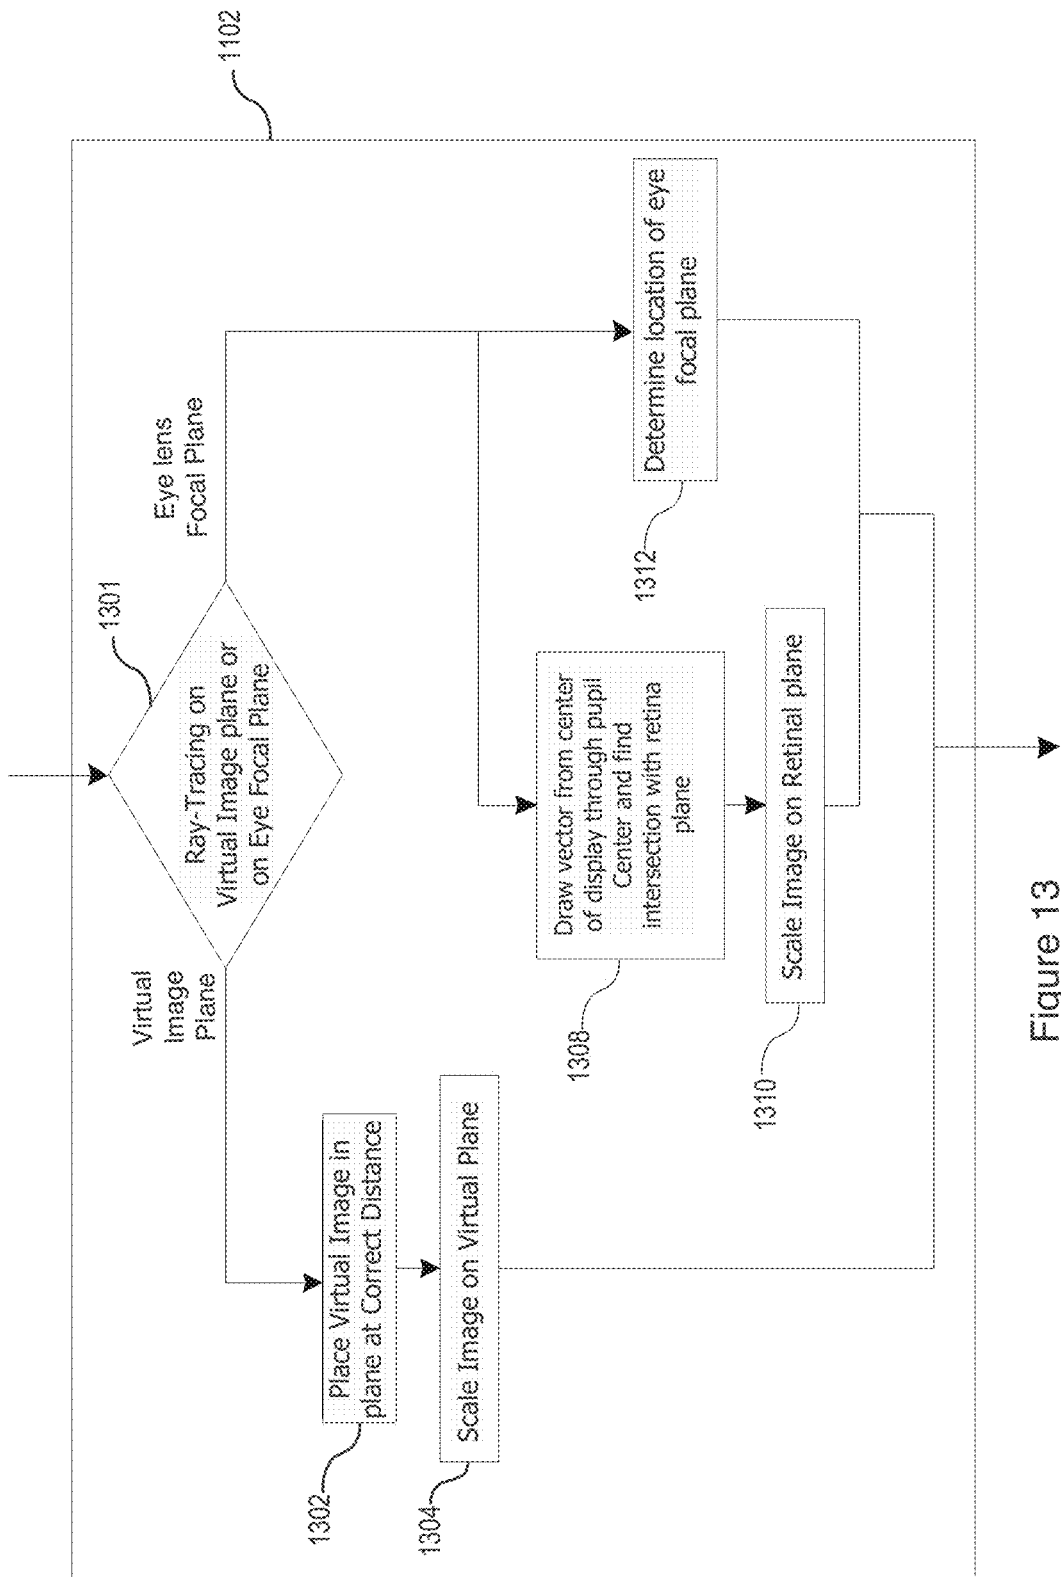 1102
1301
Ray-Tracing on
Virtual Image plane or
on Eye Focal Plane
Virtual
Image
Plane
Eye lens
Focal Plane
1302
Place Virtual Image in
plane at Correct Distance
1304
Scale Image on Virtual Plane
1308
Draw vector from center
of display through pupil
Center and find
intersection with retina
plane
1310
Scale Image on Retinal plane
1312
Determine location of eye
focal plane
Figure 13